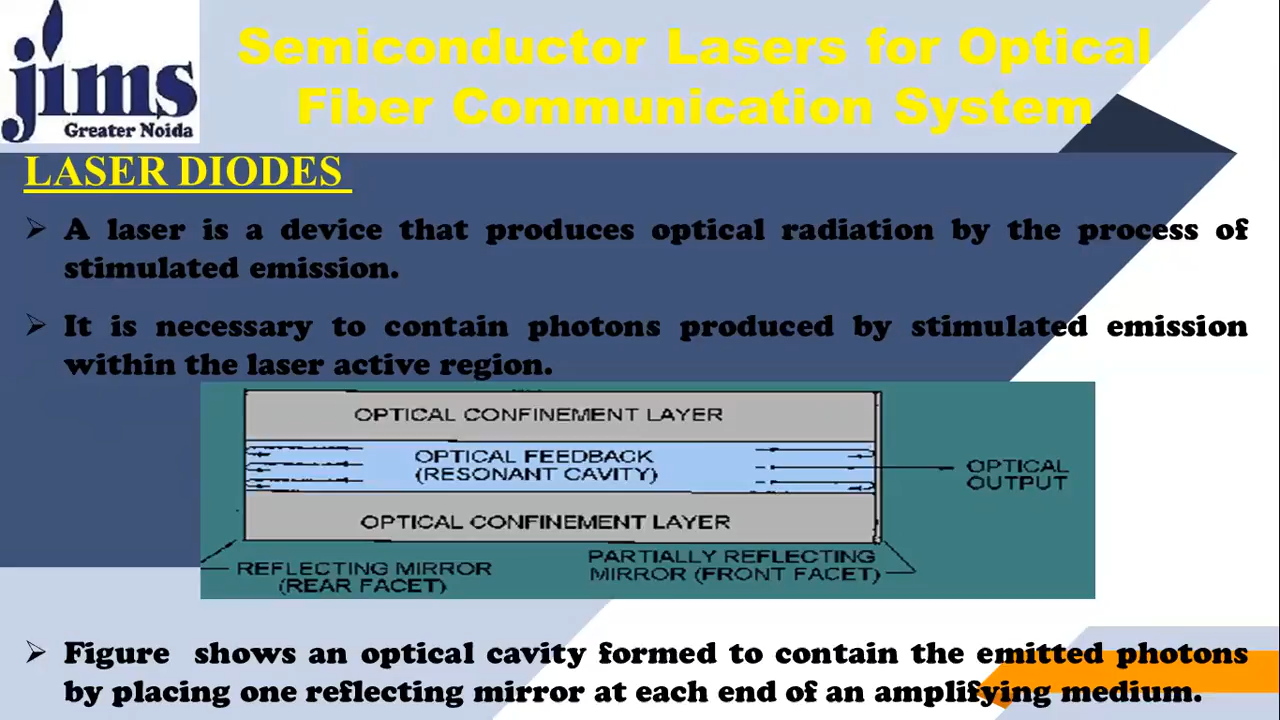 jims
Greater Noida
Semiconductor Lasers for Optical
Fiber Communication System
LASER DIODES
A laser is a device that produces optical radiation by the process of
stimulated emission.
It is necessary to contain photons produced by stimulated emission
within the laser active region.
OPTICAL CONFINEMENT LAYER
OPTICAL FEEDBACK
(RESONANT CAVITY)
OPTICAL
OUTPUT
OPTICAL CONFINEMENT LAYER
REFLECTING MIRROR
(REAR FACET)
PARTIALLY REFLECTING
MIRROR (FRONT FACET)
Figure shows an optical cavity formed to contain the emitted photons
by placing one reflecting mirror at each end of an amplifying medium.